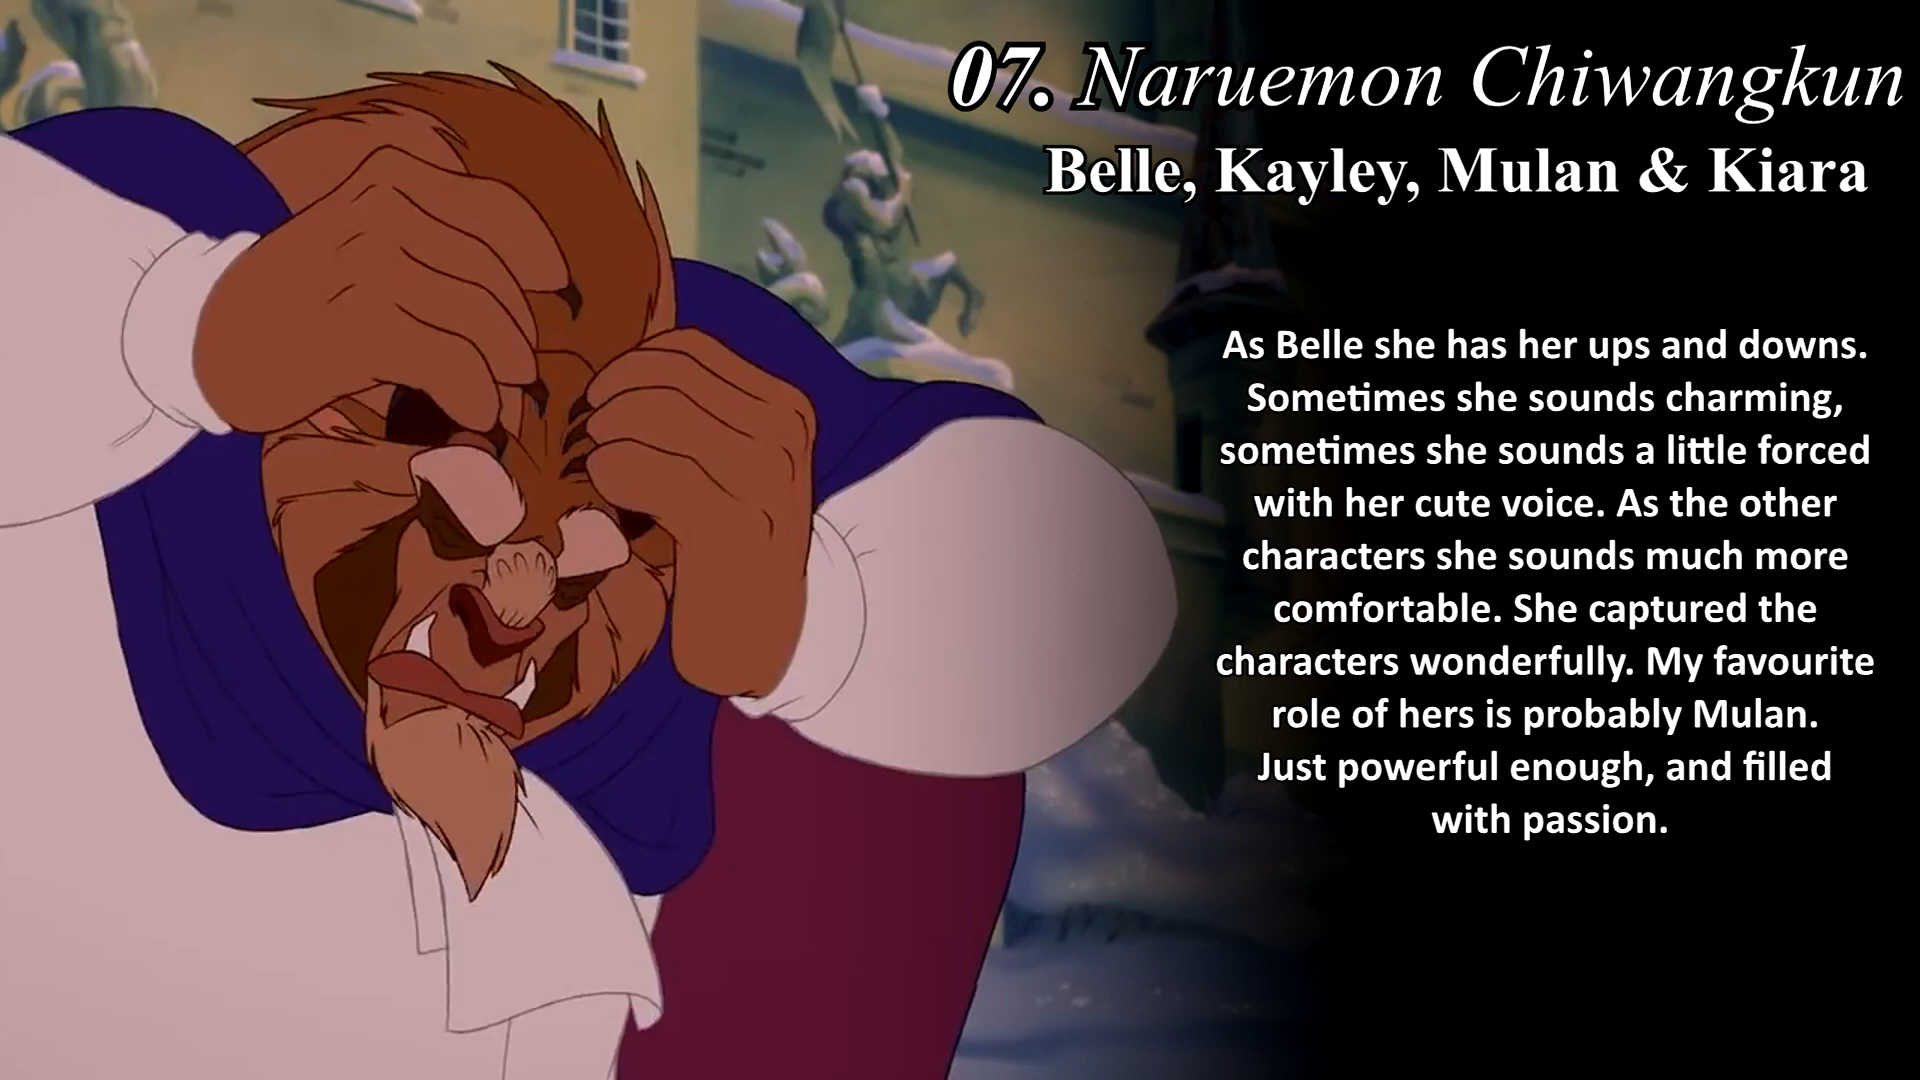 07. Naruemon Chiwangkun
Belle, Kayley, Mulan & Kiara
As Belle she has her ups and downs.
Sometimes she sounds charming,
sometimes she sounds a little forced
with her cute voice. As the other
characters she sounds much more
comfortable. She captured the
characters wonderfully. My favourite
role of hers is probably Mulan.
Just powerful enough, and filled
with passion.